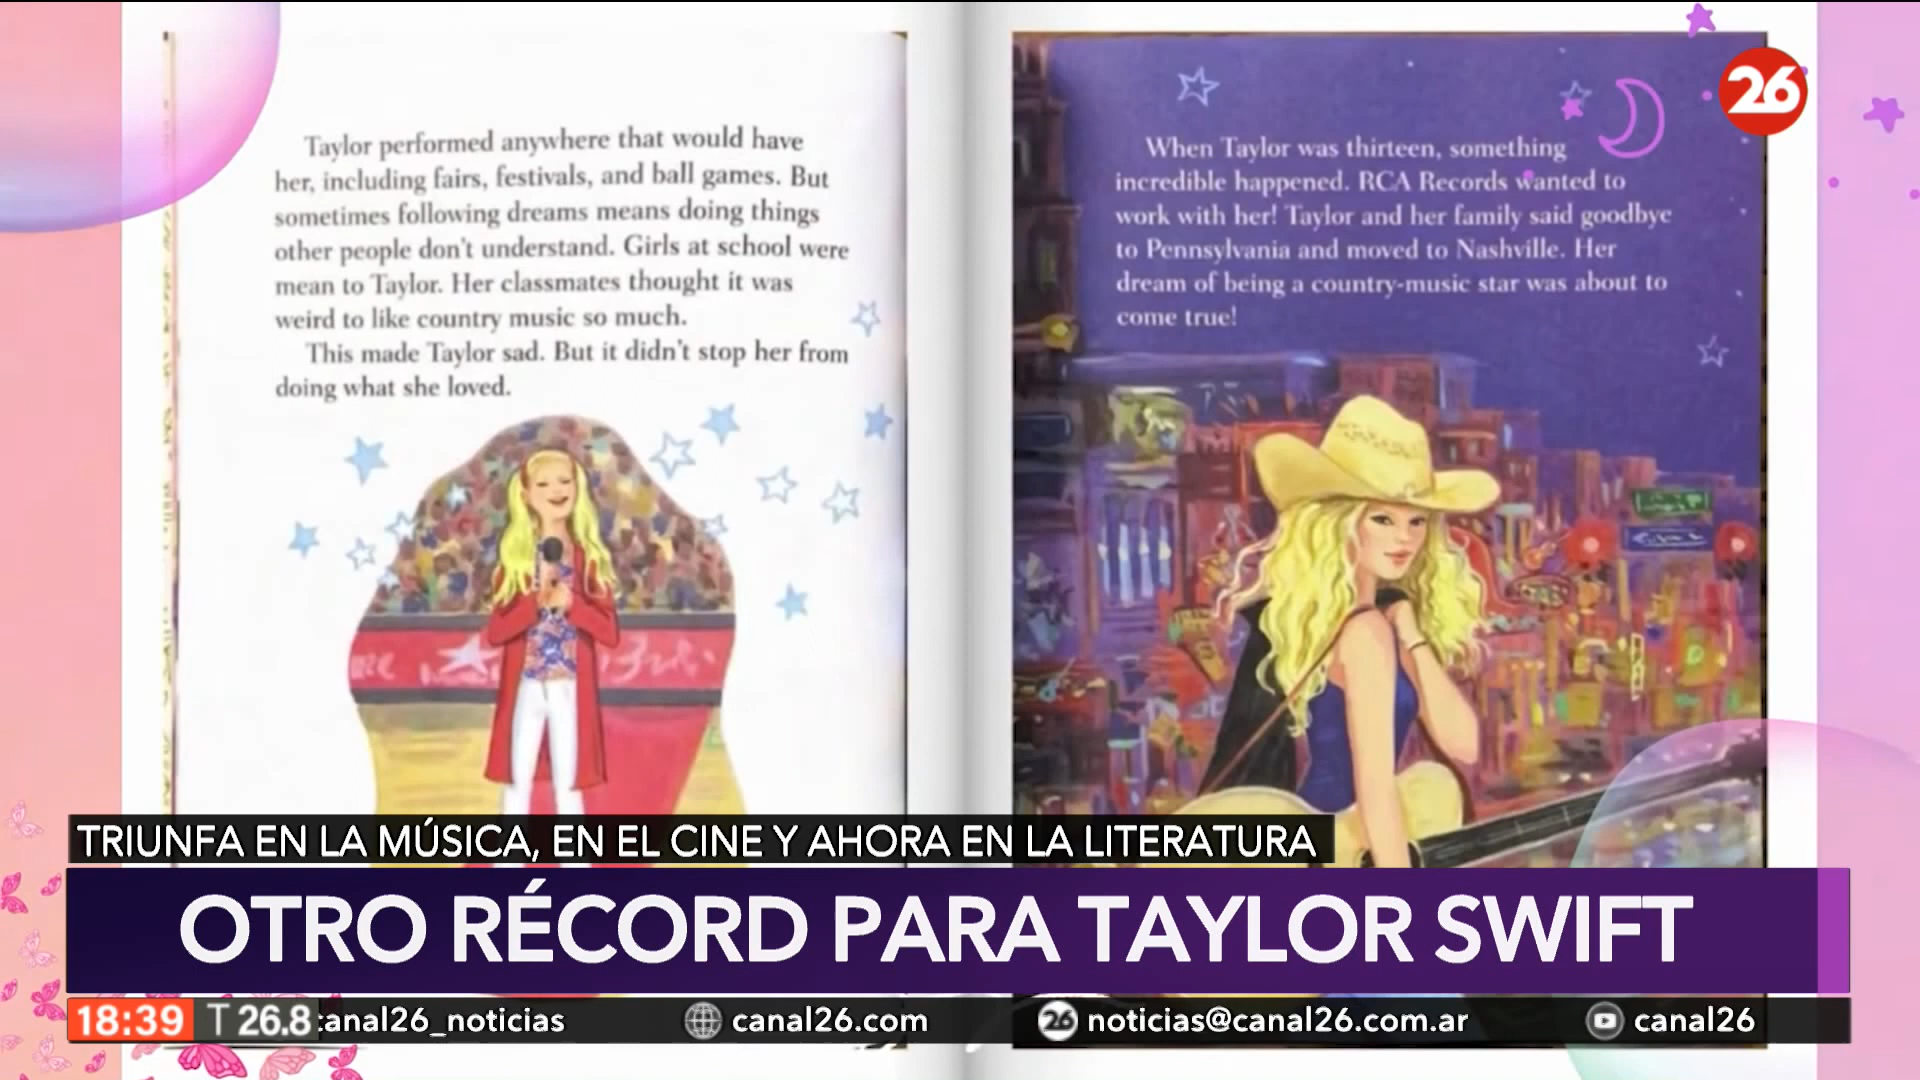 Taylor performed anywhere that would have
her, including fairs, festivals, and ball games. But
sometimes following dreams means doing things
other people don't understand. Girls at school were
mean to Taylor. Her classmates thought it was
weird to like country music so much.
This made Taylor sad. But it didn't stop her from
doing what she loved.
When Taylor was thirteen, something
incredible happened. RCA Records wanted to
work with her! Taylor and her family said goodbye
to Pennsylvania and moved to Nashville. Her
dream of being a country-music star was about to
come true!
26
TRIUNFA EN LA MÚSICA, EN EL CINE Y AHORA EN LA LITERATURA
OTRO RÉCORD PARA TAYLOR SWIFT
18:39 T 26.8 canal26_noticias canal26.com 26 noticias@canal26.com.ar canal26